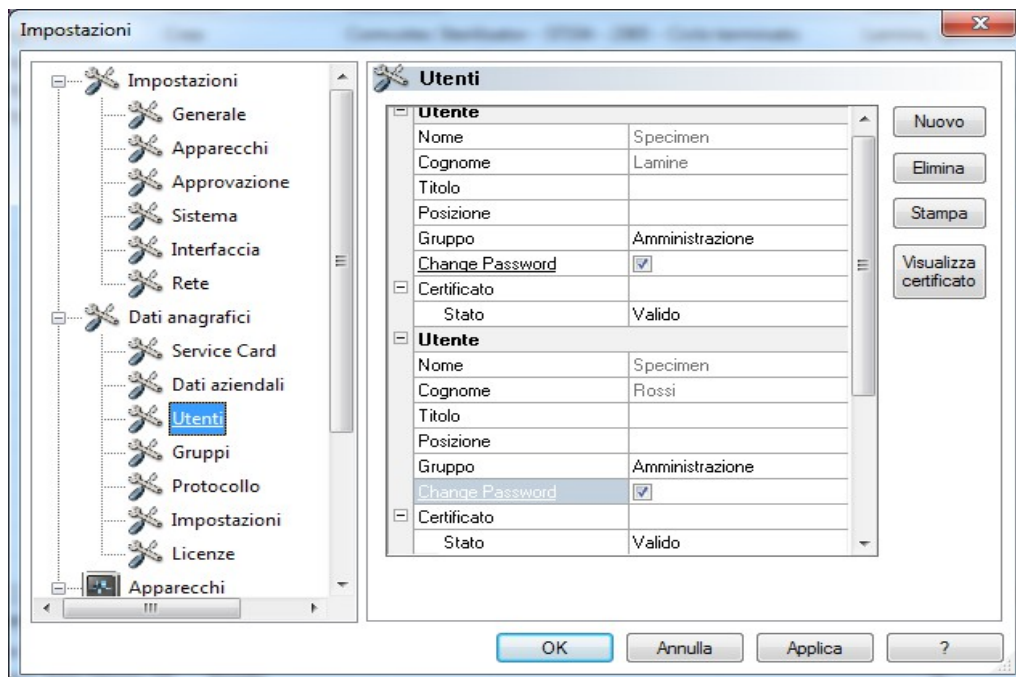 Impostazioni
Impostazioni
Generale
Apparecchi
Approvazione
Sistema
Interfaccia
Rete
Dati anagrafici
Service Card
Dati aziendali
Utenti
Gruppi
Protocollo
Impostazioni
Licenze
Apparecchi
Utenti
Utente
Nome Specimen
Cognome Lamine
Titolo
Posizione
Gruppo Amministrazione
Change Password
Certificato
Stato Valido
Utente
Nome Specimen
Cognome Rossi
Titolo
Posizione
Gruppo Amministrazione
Change Password
Certificato
Stato Valido
Nuovo
Elimina
Stampa
Visualizza
certificato
OK Annulla Applica ?